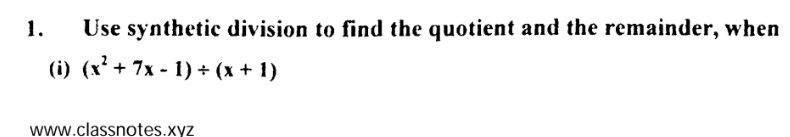 1. Use synthetic division to find the quotient and the remainder, when
(i) (x² + 7x - 1) ÷ (x + 1)
www.classnotes.xyz